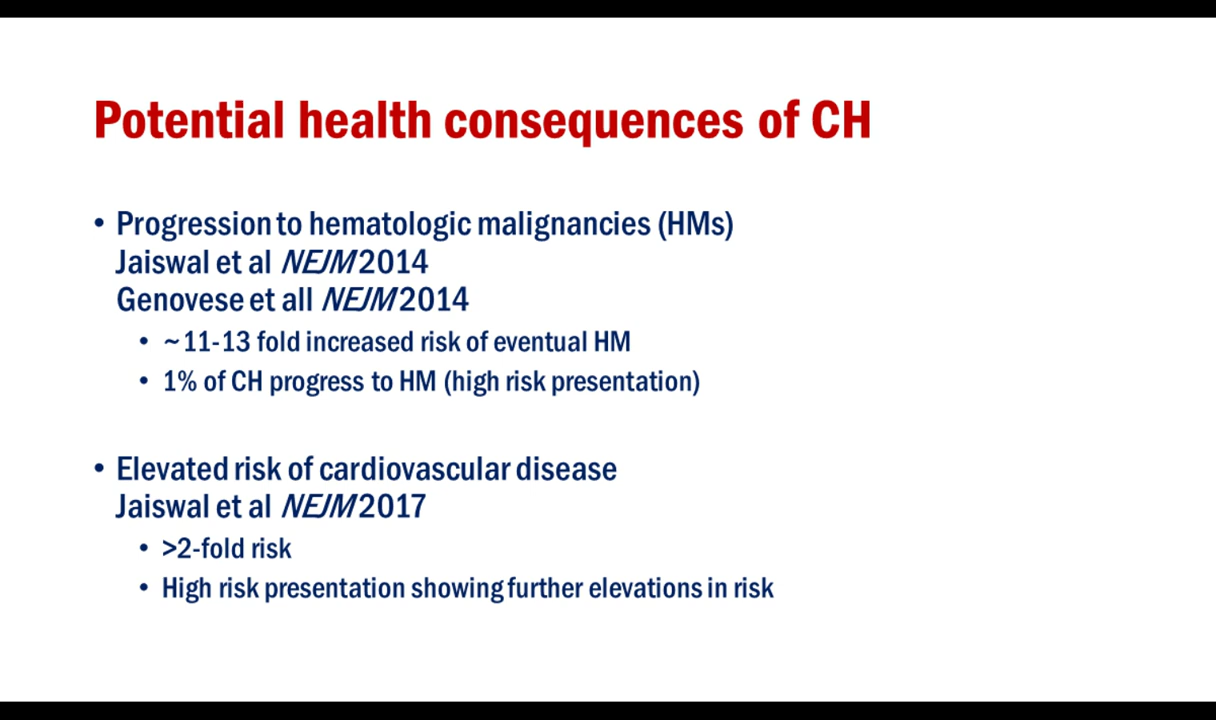 Potential health consequences of CH
• Progression to hematologic malignancies (HMs)
Jaiswal et al NEJM 2014
Genovese et all NEJM 2014
• ~11-13 fold increased risk of eventual HM
• 1% of CH progress to HM (high risk presentation)
• Elevated risk of cardiovascular disease
Jaiswal et al NEJM 2017
• >2-fold risk
• High risk presentation showing further elevations in risk